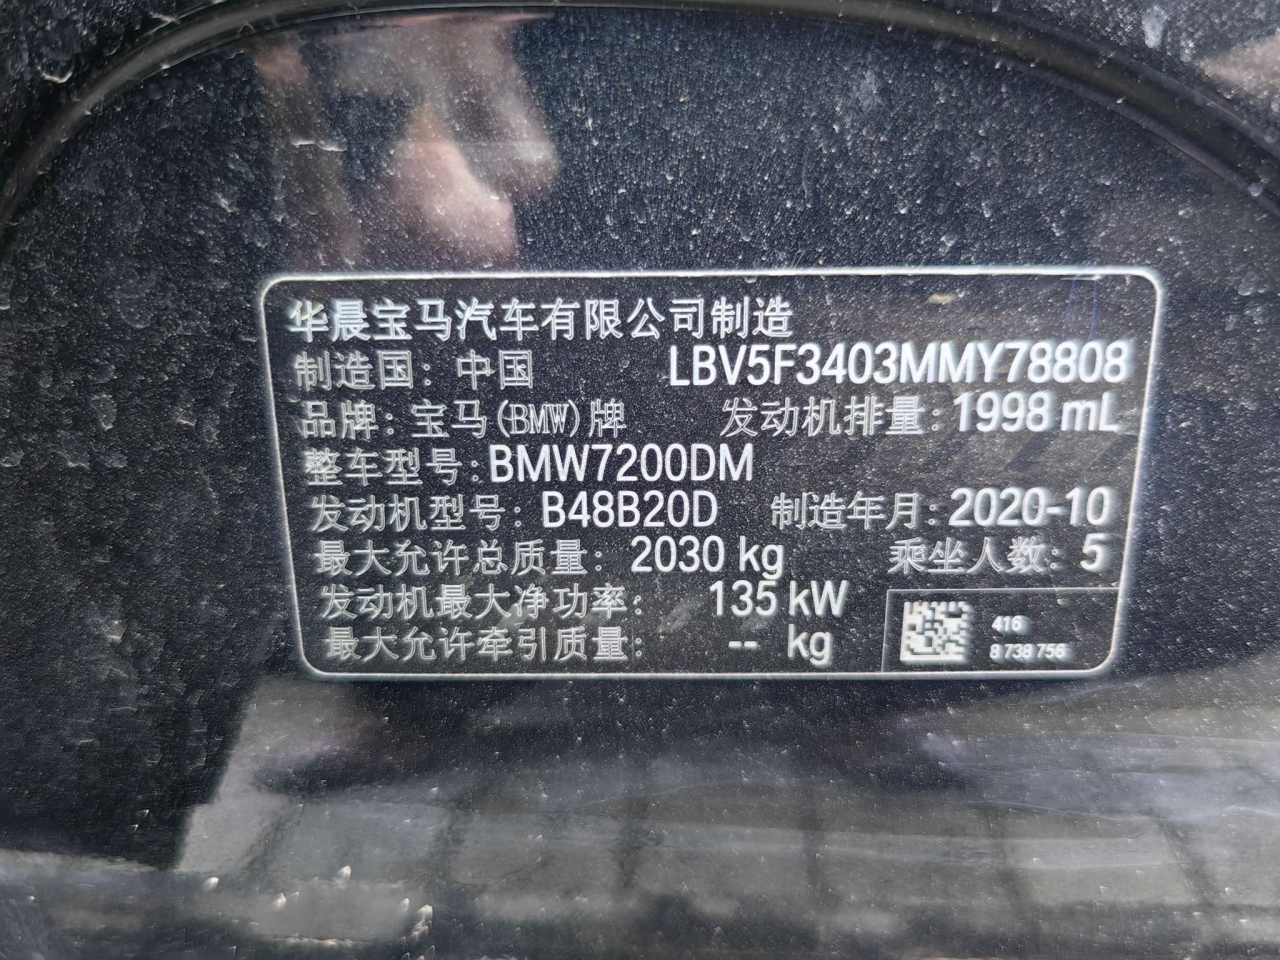 华晨宝马汽车有限公司制造
制造国：中国 LBV5F3403MMY78808
品牌：宝马(BMW)牌 发动机排量：1998 mL
整车型号：BMW7200DM
发动机型号：B48B20D 制造年月：2020-10
最大允许总质量：2030 kg 乘坐人数：5
发动机最大净功率：135 kW
最大允许牵引质量：-- kg
416
8 738 756